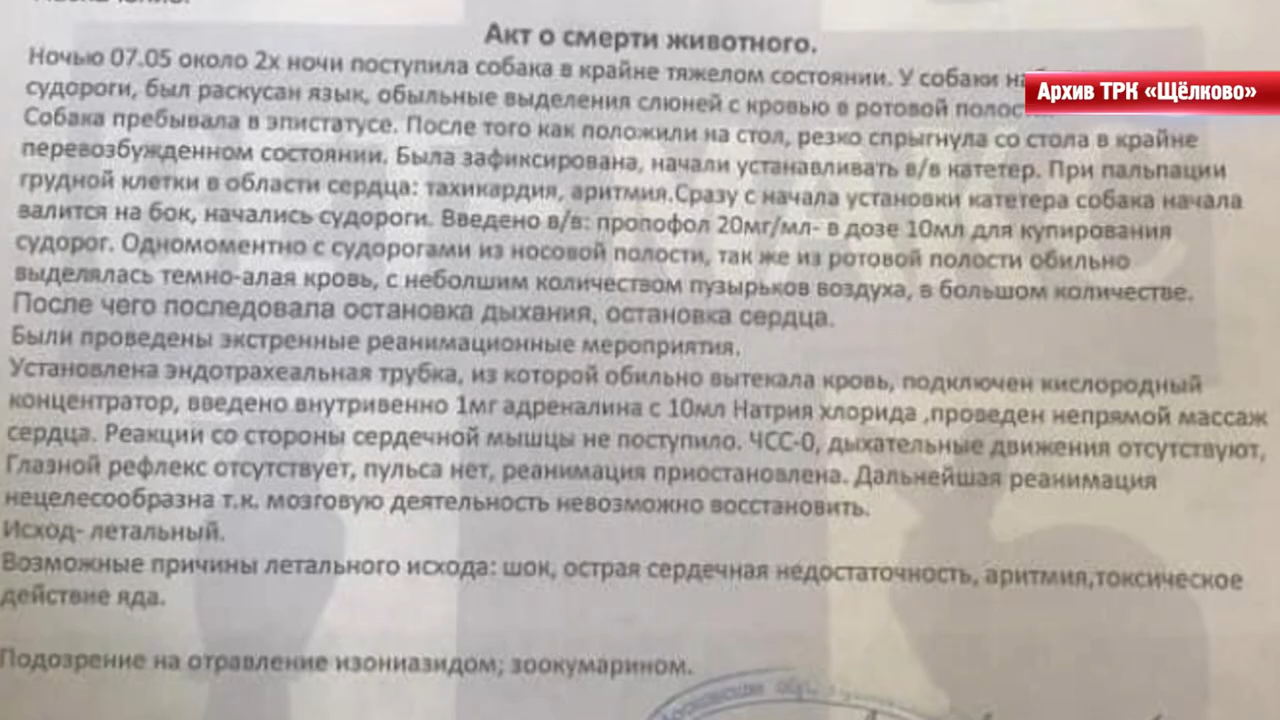 Акт о смерти животного.
Ночью 07.05 около 2х ночи поступила собака в крайне тяжелом состоянии. У собаки
Архив ТРК «Щёлково»
судороги, был раскусан язык, обыльные выделения слюней с кровью в ротовой
Собака пребывала в эпистатусе. После того как положили на стол, резко спрыгнула со стола в крайне
перевозбужденном состоянии. Была зафиксирована, начали устанавливать в/в катетер. При пальпации
грудной клетки в области сердца: тахикардия, аритмия.Сразу с начала установки катетера собака начала
валится на бок, начались судороги. Введено в/в: пропофол 20мг/мл- в дозе 10мл для купирования
судорог. Одномоментно с судорогами из носовой полости, так же из ротовой полости обильно
выделялась темно-алая кровь, с неболшим количеством пузырьков воздуха, в большом количестве.
После чего последовала остановка дыхания, остановка сердца.
Были проведены экстренные реанимационные мероприятия.
Установлена эндотрахеальная трубка, из которой обильно вытекала кровь, подключен кислородный
концентратор, введено внутривенно 1мг адреналина с 10мл Натрия хлорида ,проведен непрямой массаж
сердца. Реакции со стороны сердечной мышцы не поступило. ЧСС-0, дыхательные движения отсутствуют,
Глазной рефлекс отсутствует, пульса нет, реанимация приостановлена. Дальнейшая реанимация
нецелесообразна т.к. мозговую деятельность невозможно восстановить.
Исход- летальный.
Возможные причины летального исхода: шок, острая сердечная недостаточность, аритмия,токсическое
действие яда.
Подозрение на отравление изониазидом; зоокумарином.